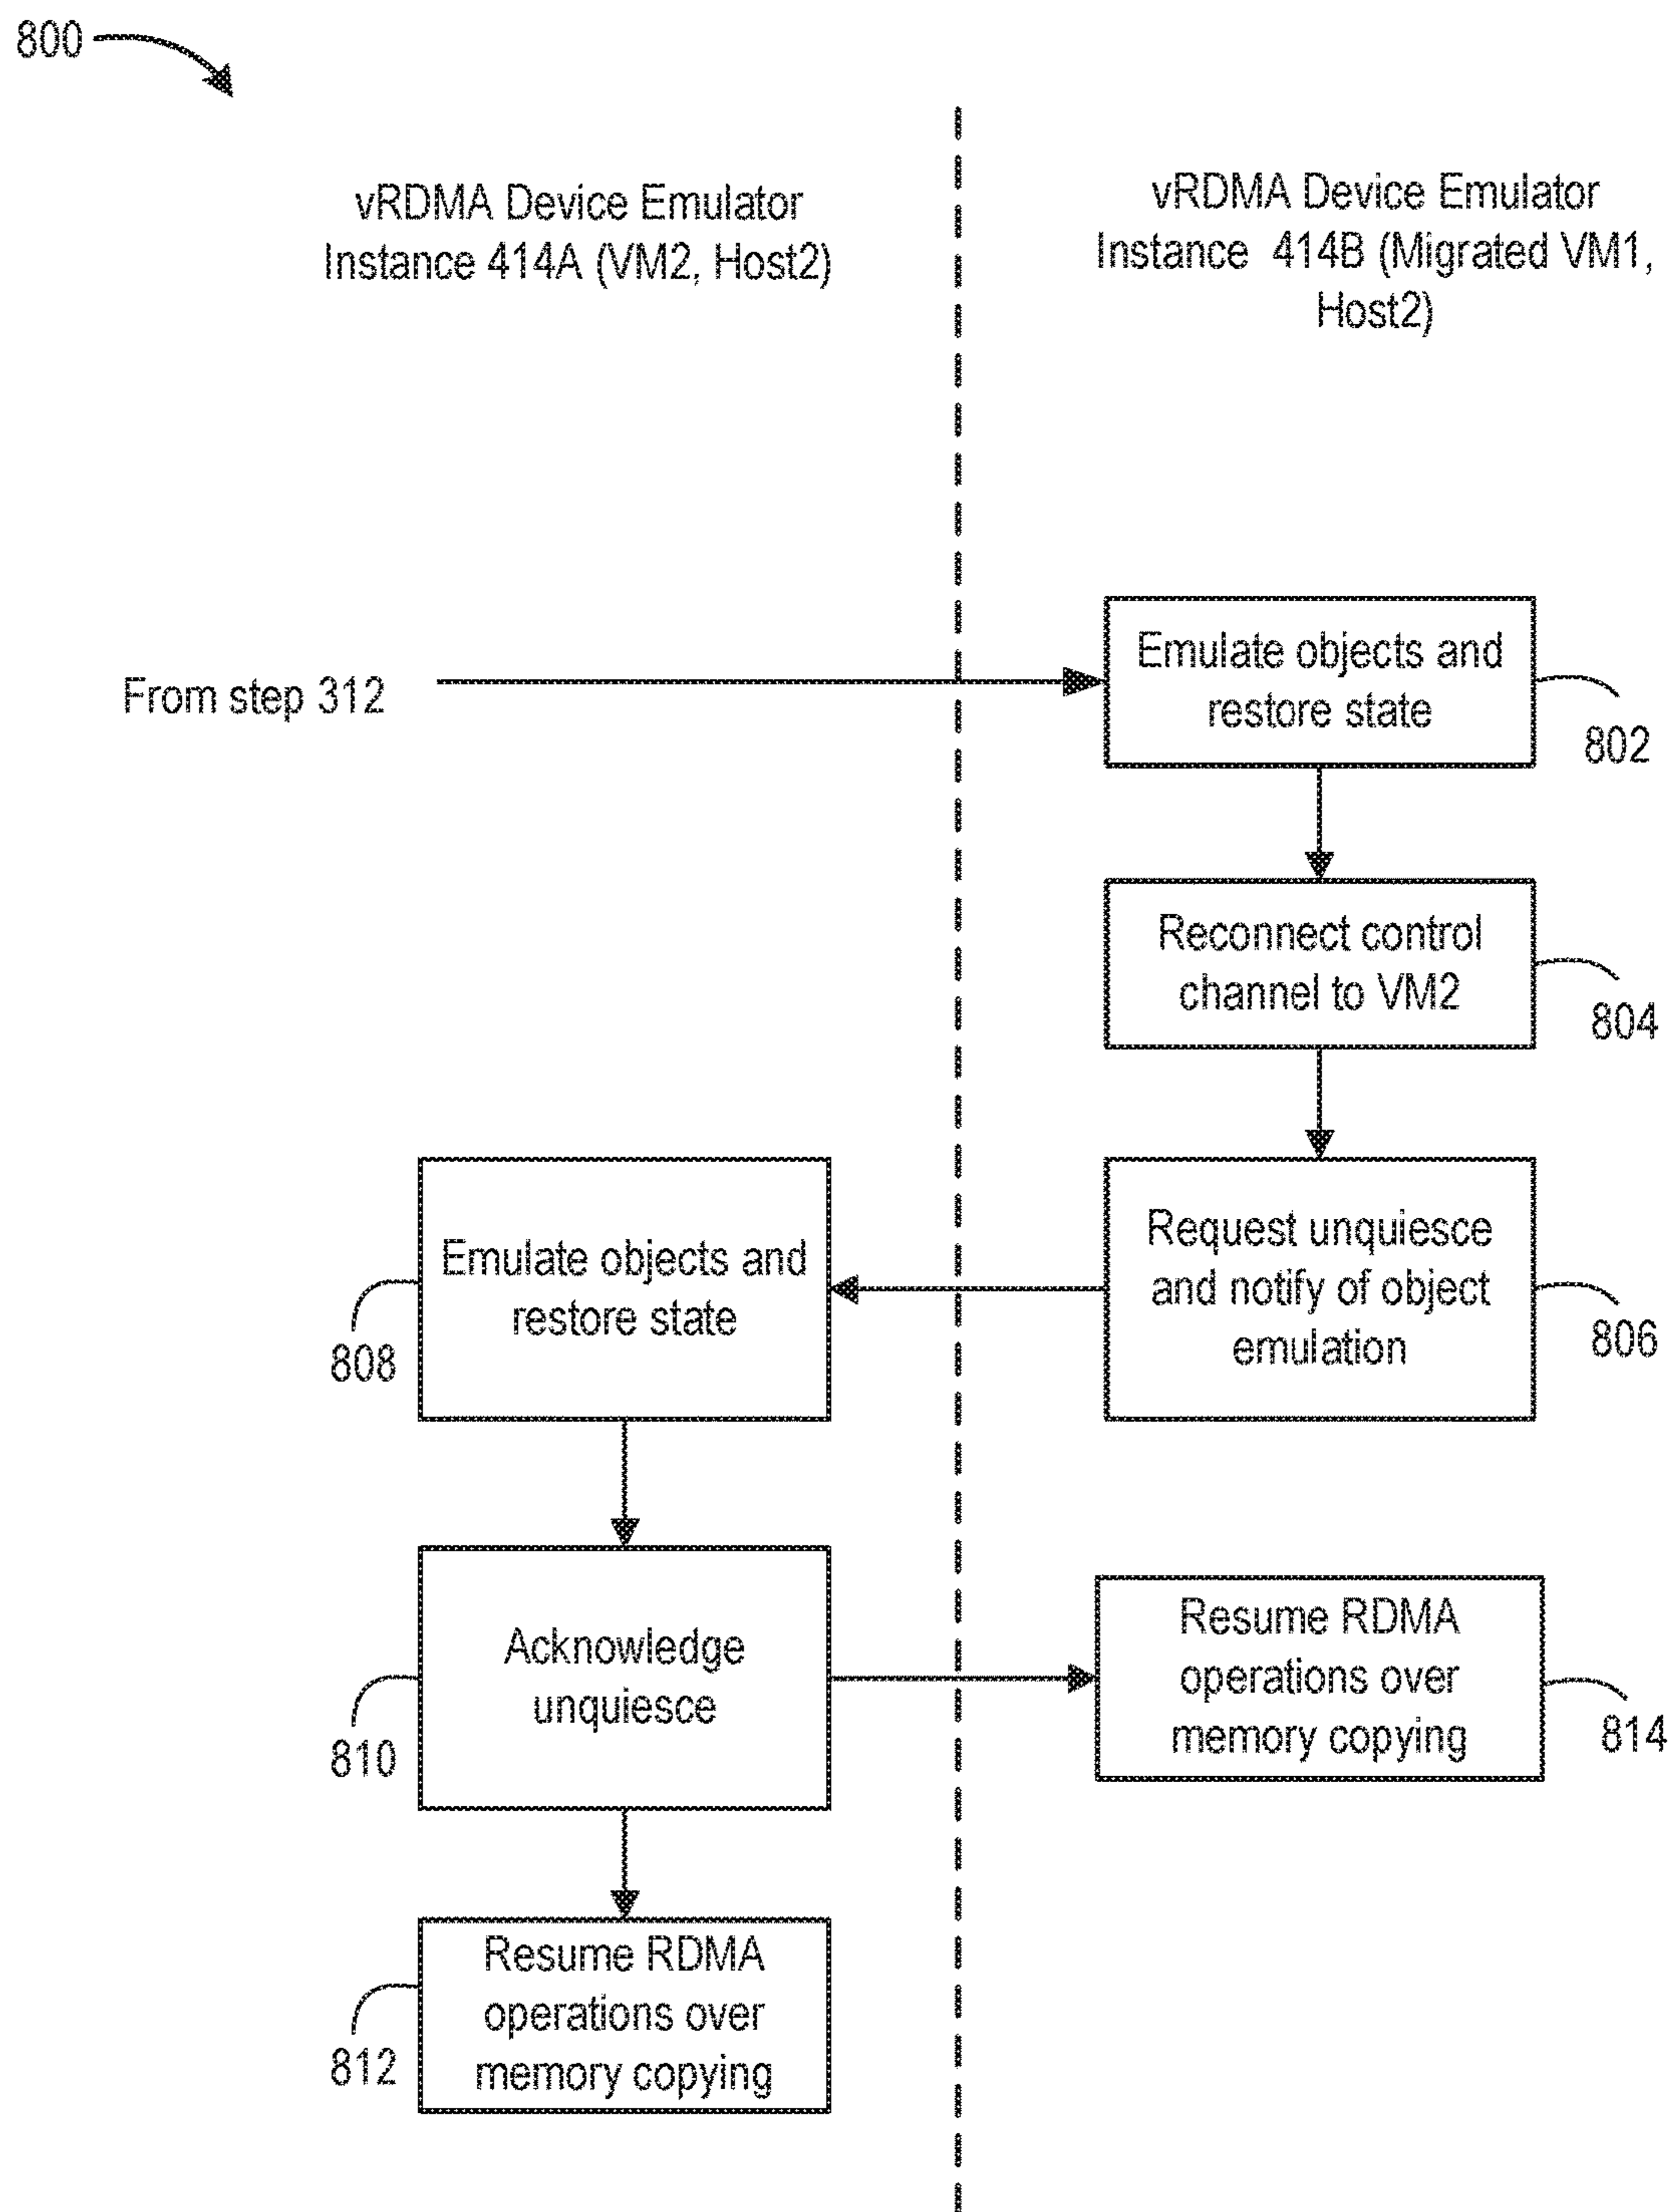 800
vRDMA Device Emulator
Instance 414A (VM2, Host2)
vRDMA Device Emulator
Instance 414B (Migrated VM1,
Host2)
From step 312
Emulate objects and
restore state
802
Reconnect control
channel to VM2
804
Request unquiesce
and notify of object
emulation
806
Emulate objects and
restore state
808
Acknowledge
unquiesce
810
Resume RDMA
operations over
memory copying
814
Resume RDMA
operations over
memory copying
812